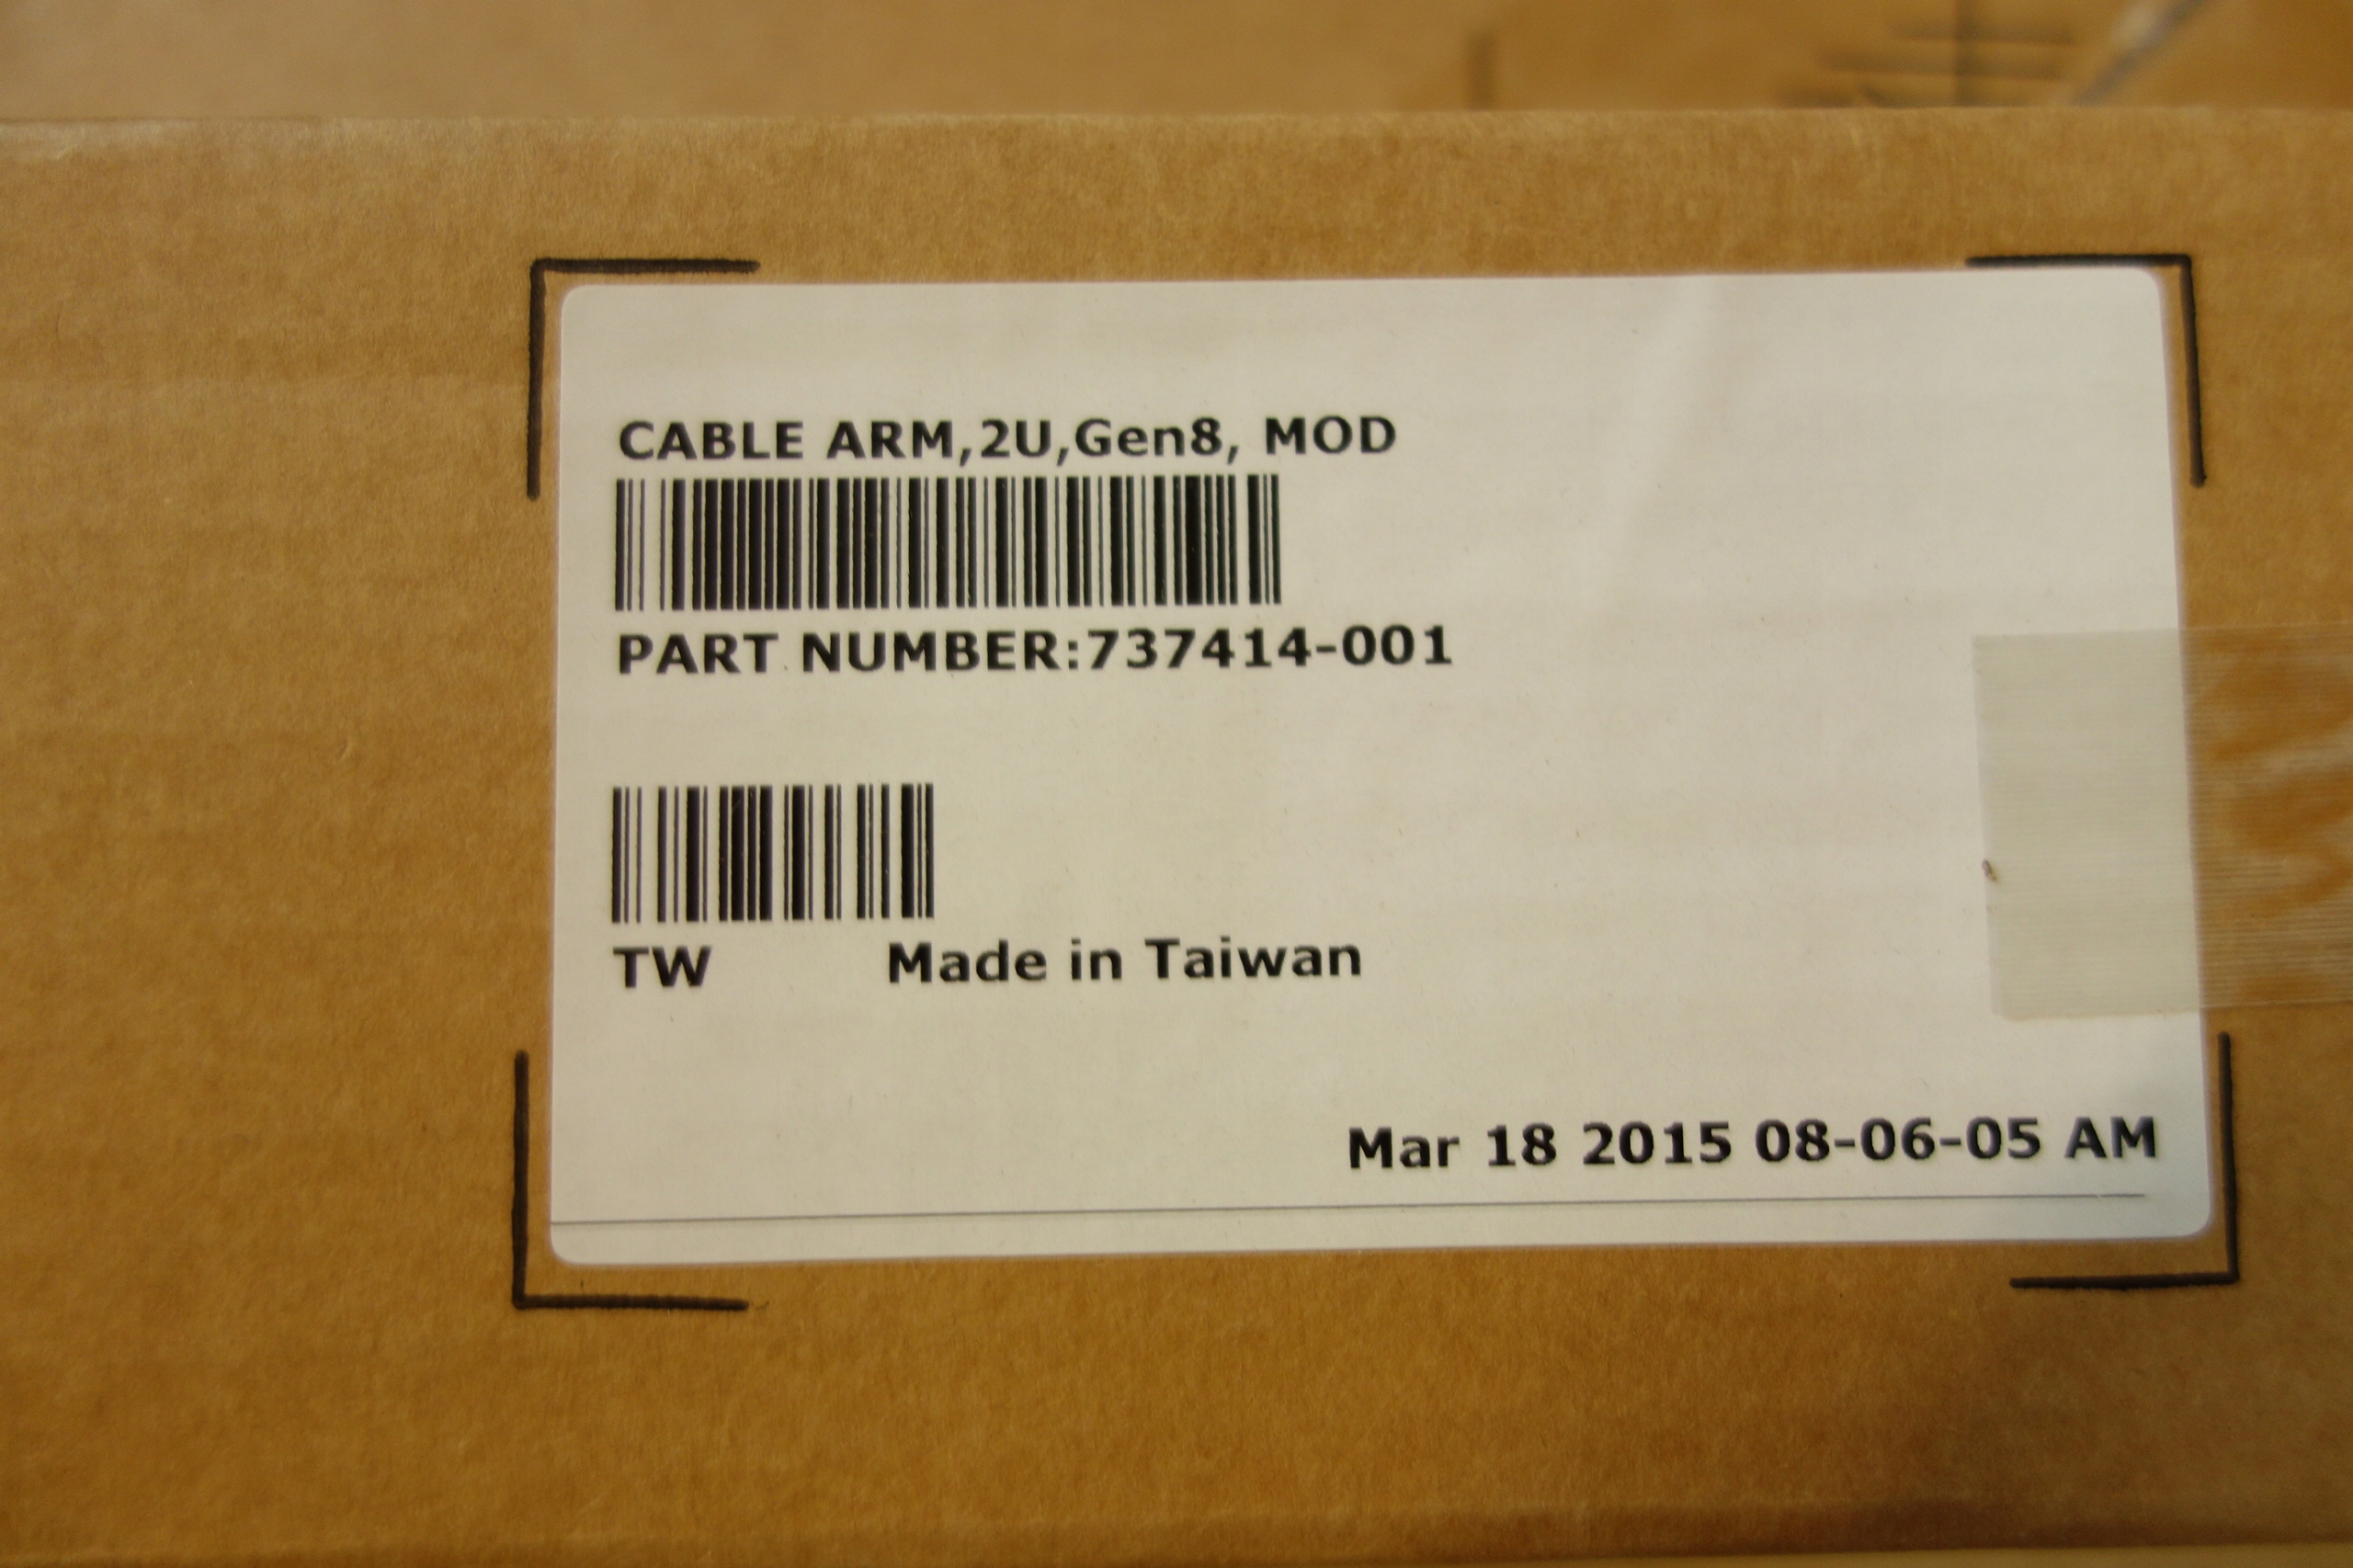 CABLE ARM,2U,Gen8, MOD
PART NUMBER:737414-001
TW Made in Taiwan
Mar 18 2015 08-06-05 AM